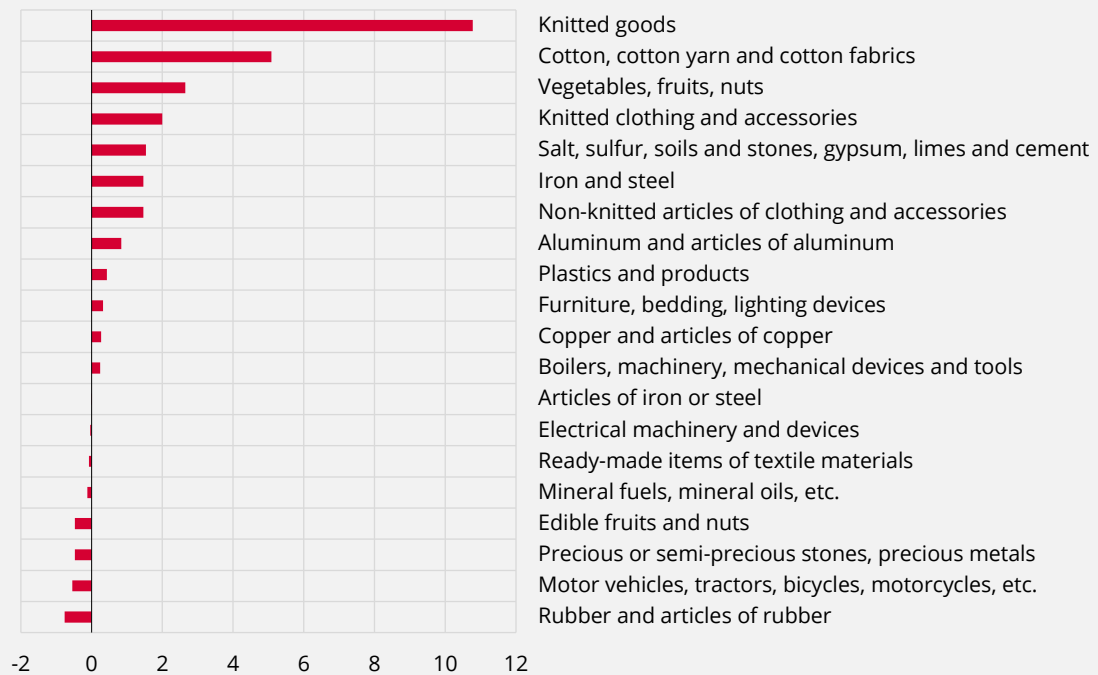 Knitted goods
Cotton, cotton yarn and cotton fabrics
Vegetables, fruits, nuts
Knitted clothing and accessories
Salt, sulfur, soils and stones, gypsum, limes and cement
Iron and steel
Non-knitted articles of clothing and accessories
Aluminum and articles of aluminum
Plastics and products
Furniture, bedding, lighting devices
Copper and articles of copper
Boilers, machinery, mechanical devices and tools
Articles of iron or steel
Electrical machinery and devices
Ready-made items of textile materials
Mineral fuels, mineral oils, etc.
Edible fruits and nuts
Precious or semi-precious stones, precious metals
Motor vehicles, tractors, bicycles, motorcycles, etc.
Rubber and articles of rubber
-2 0 2 4 6 8 10 12